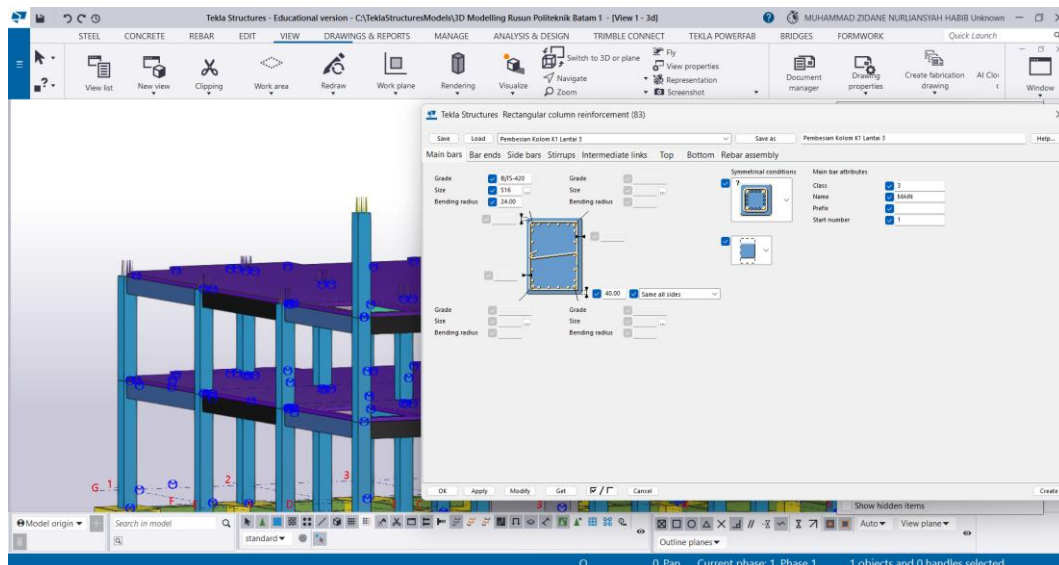 Tekla Structures - Educational version - C:\TeklaStructuresModels\3D Modelling Rusun Politeknik Batam 1 - [View 1 - 3d]
MUHAMMAD ZIDANE NURLIANSYAH HABIB Unknown
STEEL CONCRETE REBAR EDIT VIEW DRAWINGS & REPORTS MANAGE ANALYSIS & DESIGN TRIMBLE CONNECT TEKLA POWERFAB BRIDGES FORMWORK Quick Launch
View list New view Clipping Work area Redraw Work plane Rendering Visualize
Switch to 3D or plane
Navigate
Zoom
Fly
View properties
Representation
Screenshot
Document manager
Drawing properties
Create fabrication drawing
AI Clo
Window
Tekla Structures Rectangular column reinforcement (83)
Save Load Pembesian Kolom K1 Lantai 3 Save as Pembesian Kolom K1 Lantai 3 Help...
Main bars Bar ends Side bars Stirrups Intermediate links Top Bottom Rebar assembly
Grade BjTS-420 Grade
Size S16 ... Size ...
Bending radius 24.00 Bending radius
Symmetrical conditions
?
Main bar attributes
Class 3
Name MAIN
Prefix
Start number 1
40.00 Same all sides
Grade Grade
Size ... Size ...
Bending radius Bending radius
OK Apply Modify Get Cancel Create
G 1 2 3
F
D
3
Show hidden items
Model origin
Search in model
standard
Auto
View plane
Outline planes
O 0 Pan Current phase: 1, Phase 1 1 objects and 0 handles selected